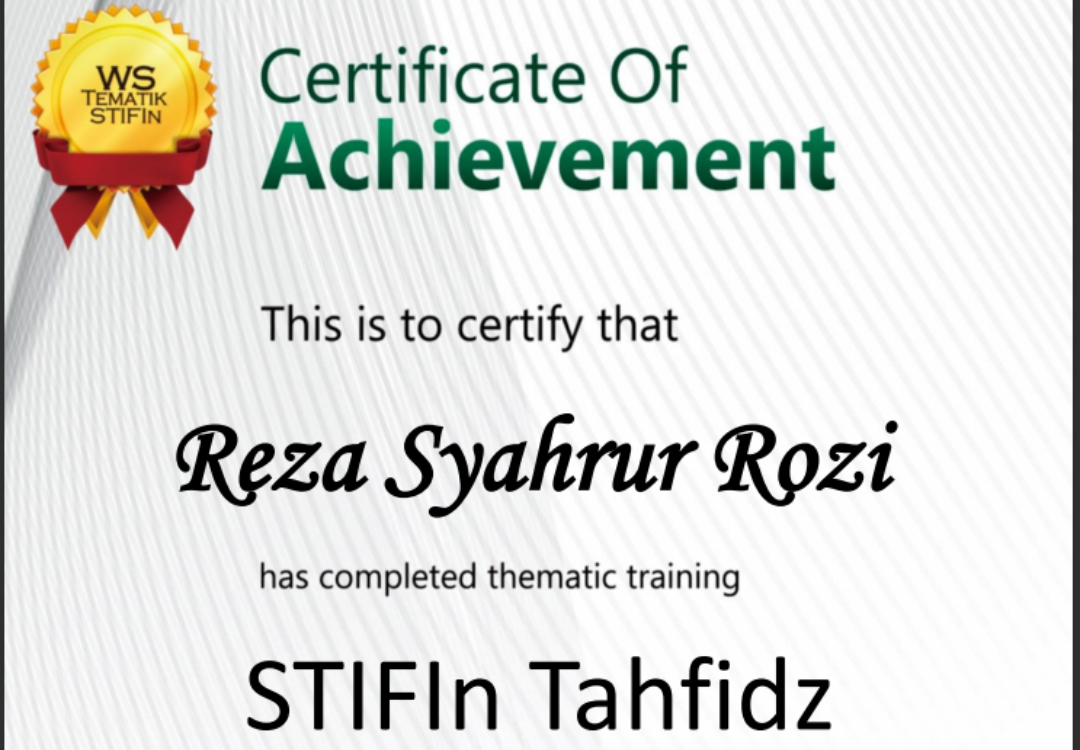 WS
TEMATIK
STIFIn
Certificate Of
Achievement
This is to certify that
Reza Syahrur Rozi
has completed thematic training
STIFIn Tahfidz